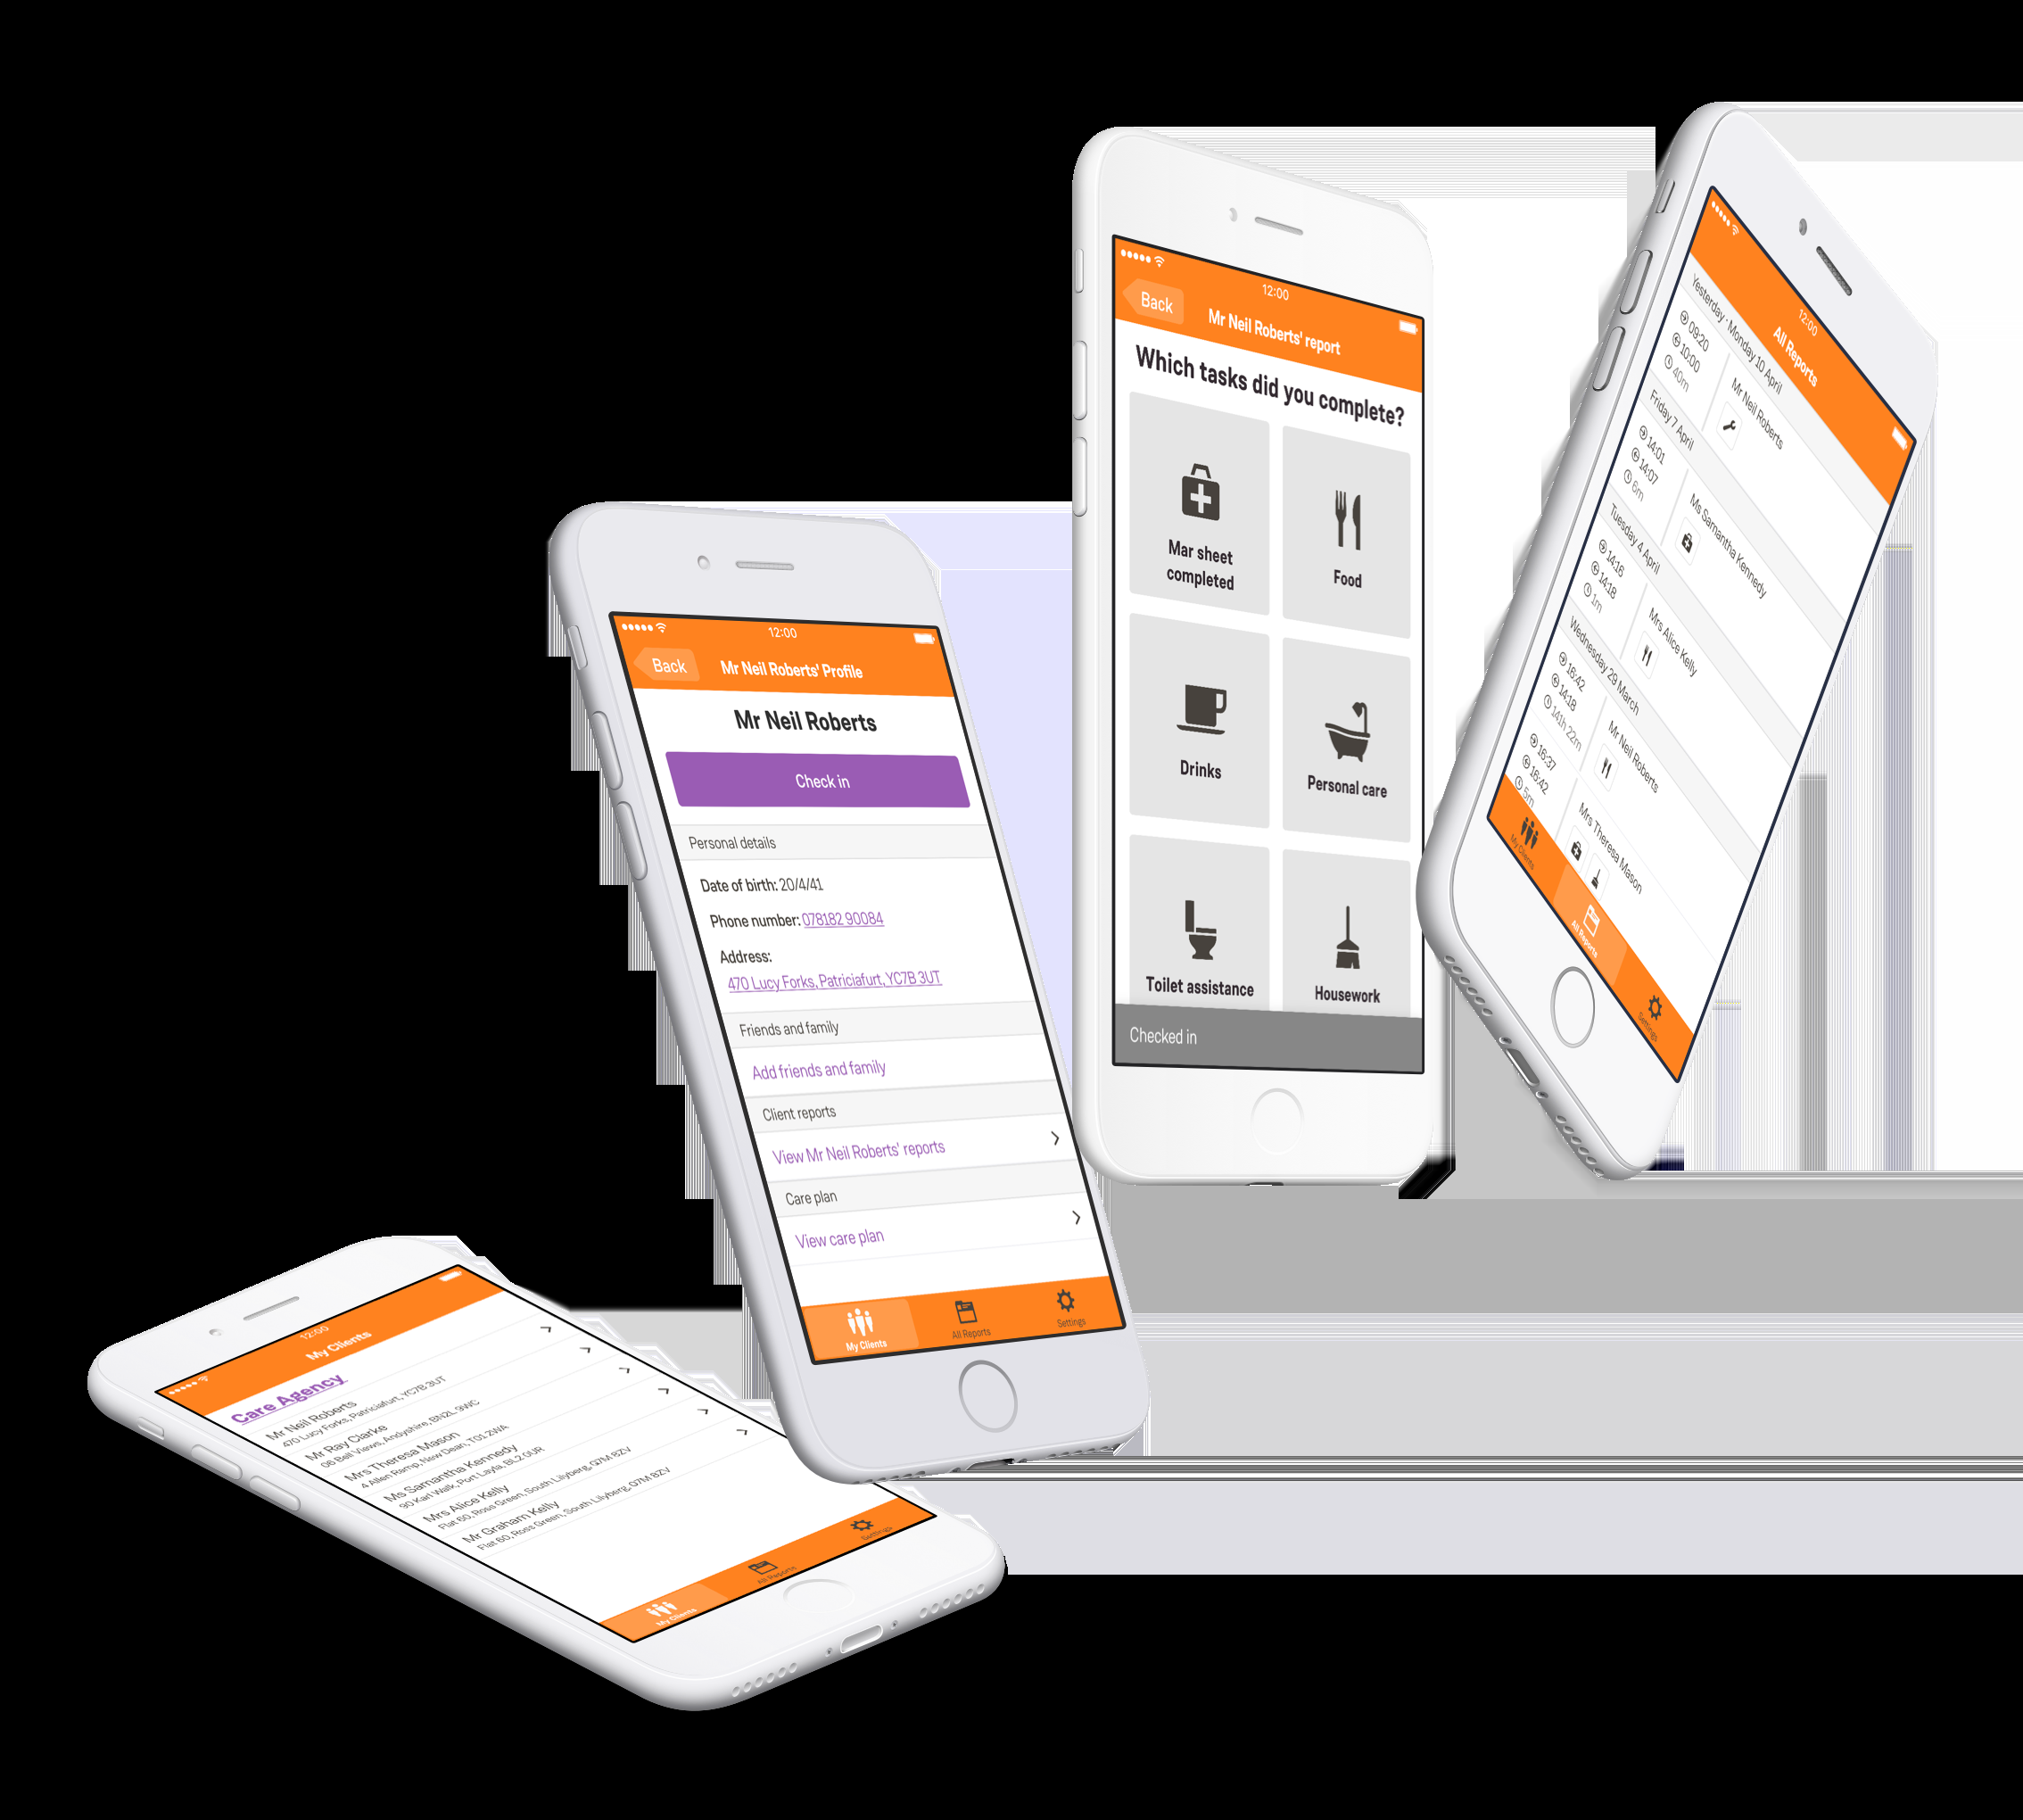 12:00
My Clients
Care Agency
Mr Neil Roberts
470 Lucy Forks, Patriciafurt, YC7B 3UT
Mr Ray Clarke
08 Bell Views, Andyshire, BN2L 9WC
Mrs Theresa Mason
4 Allen Ramp, New Dean, T01 2WA
Ms Samantha Kennedy
90 Karl Walk, Port Layla, BL2 0UR
Mrs Alice Kelly
Flat 60, Ross Green, South Lilyberg, Q7M 8ZV
Mr Graham Kelly
Flat 60, Ross Green, South Lilyberg, Q7M 8ZV
My Clients
All Reports
Settings
12:00
Back
Mr Neil Roberts' Profile
Mr Neil Roberts
Check in
Personal details
Date of birth: 20/4/41
Phone number: 078182 90084
Address:
470 Lucy Forks, Patriciafurt, YC7B 3UT
Friends and family
Add friends and family
Client reports
View Mr Neil Roberts' reports
Care plan
View care plan
My Clients
All Reports
Settings
12:00
Back
Mr Neil Roberts' report
Which tasks did you complete?
Mar sheet
completed
Food
Drinks
Personal care
Toilet assistance
Housework
Checked in
12:00
All Reports
Yesterday - Monday 10 April
09:20
10:00
40m
Mr Neil Roberts
Friday 7 April
14:01
14:07
6m
Ms Samantha Kennedy
Tuesday 4 April
14:16
14:18
1m
Mrs Alice Kelly
Wednesday 29 March
16:42
14:18
141h 22m
Mr Neil Roberts
16:37
16:42
5m
Mrs Theresa Mason
My Clients
All Reports
Settings